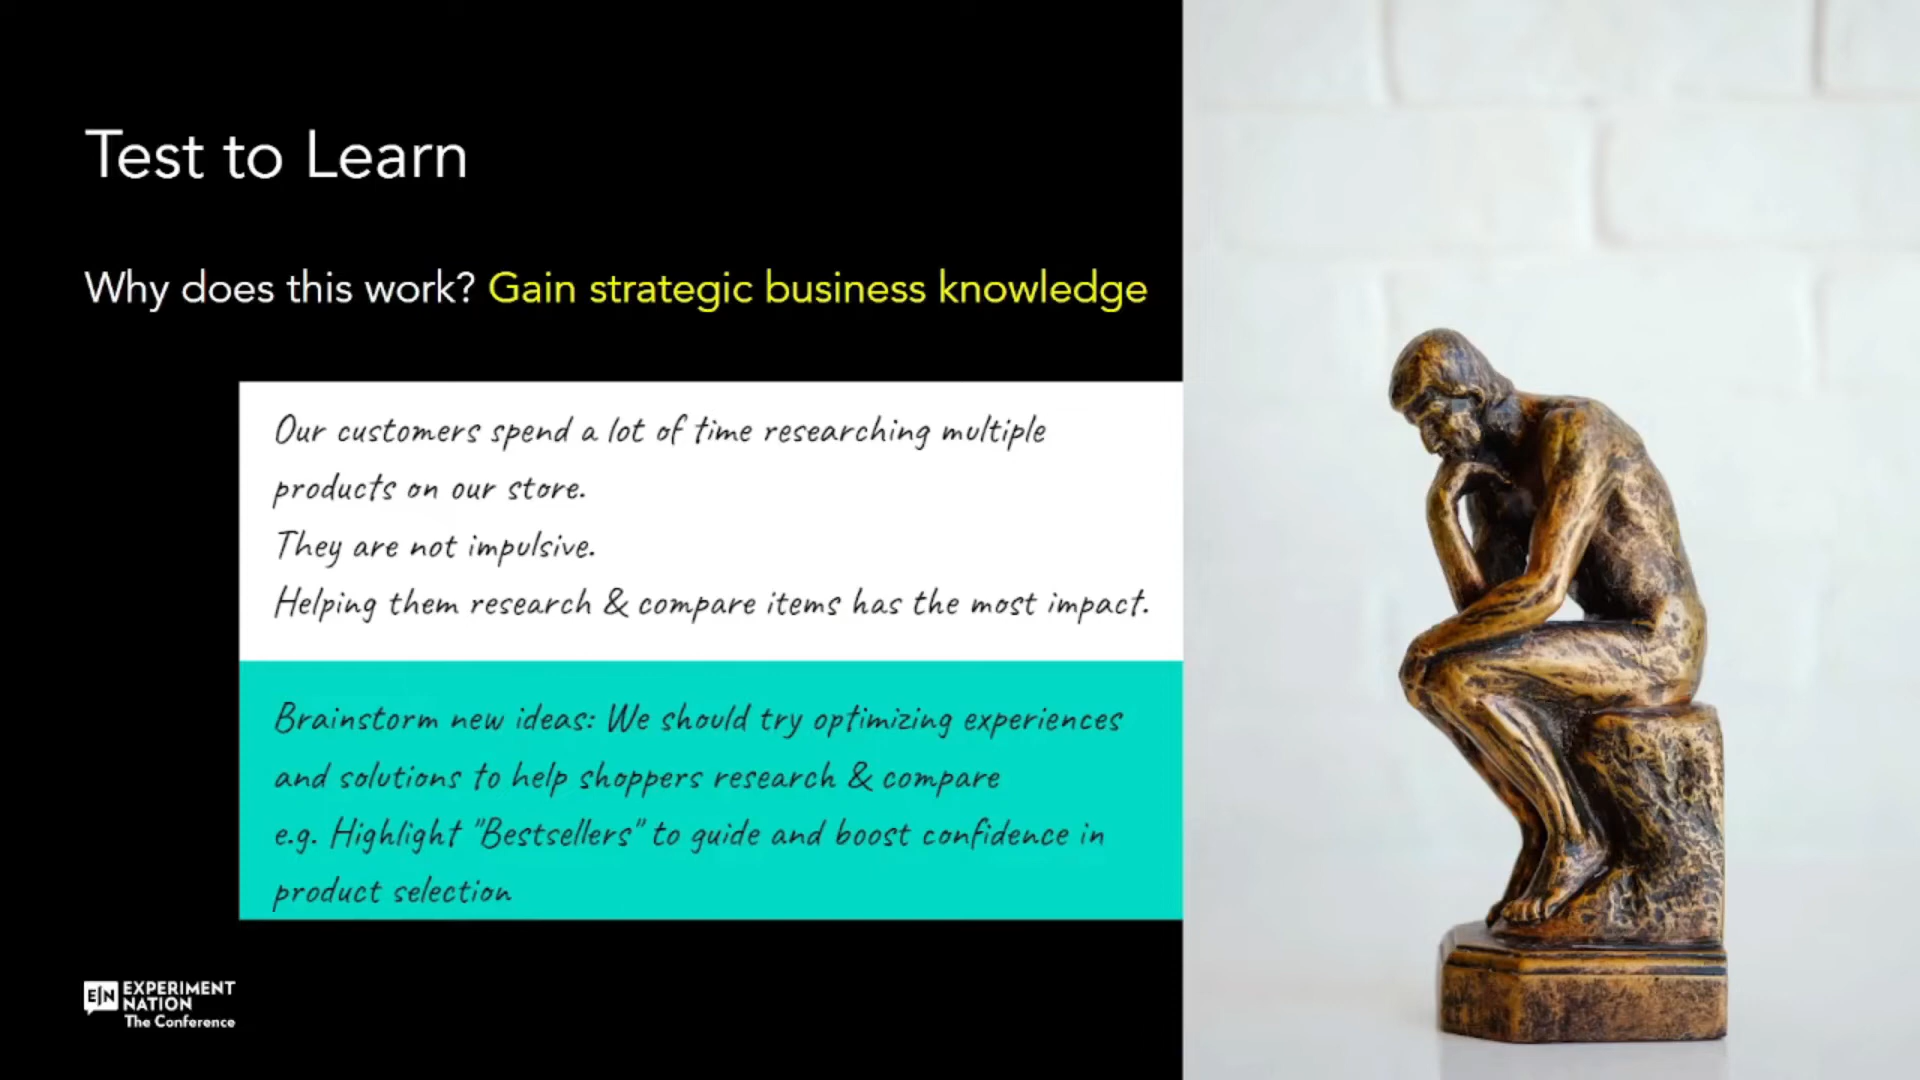 Test to Learn
Why does this work? Gain strategic business knowledge
Our customers spend a lot of time researching multiple
products on our store.
They are not impulsive.
Helping them research & compare items has the most impact.
Brainstorm new ideas: We should try optimizing experiences
and solutions to help shoppers research & compare
e.g. Highlight "Bestsellers" to guide and boost confidence in
product selection
E|N EXPERIMENT
NATION
The Conference